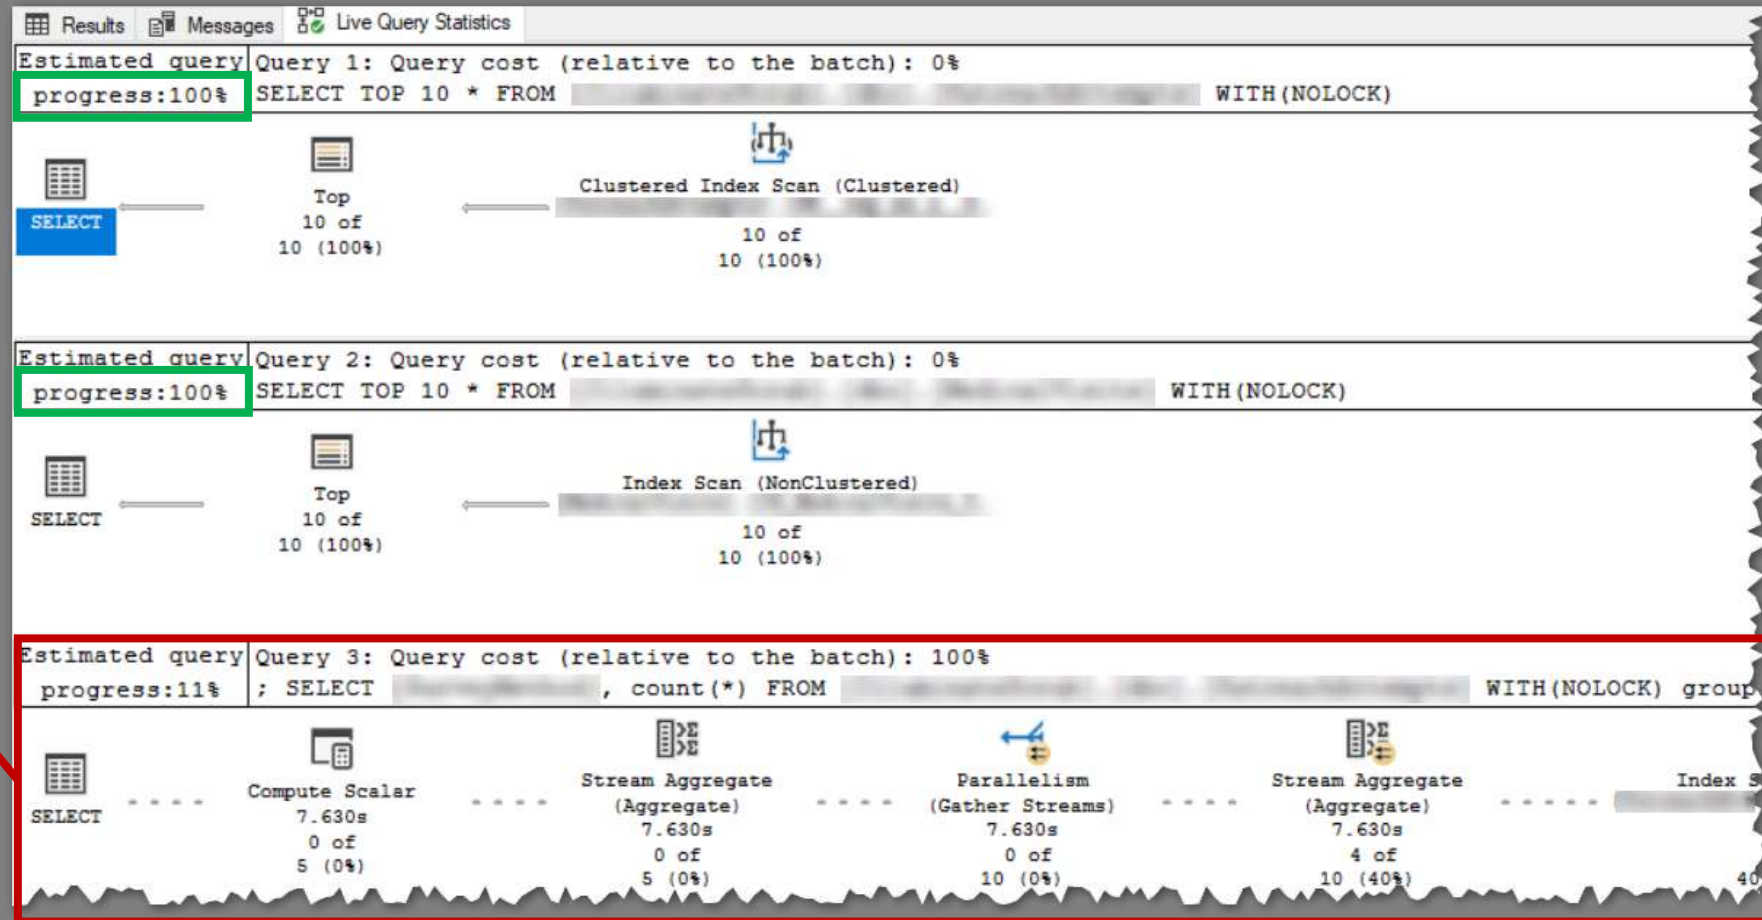 Results Messages Live Query Statistics
Estimated query Query 1: Query cost (relative to the batch): 0%
progress:100% SELECT TOP 10 * FROM WITH(NOLOCK)
Clustered Index Scan (Clustered)
Top
SELECT
10 of
10 (100%)
10 of
10 (100%)
Estimated query Query 2: Query cost (relative to the batch): 0%
progress:100% SELECT TOP 10 * FROM WITH(NOLOCK)
Index Scan (NonClustered)
Top
SELECT
10 of
10 (100%)
10 of
10 (100%)
Estimated query Query 3: Query cost (relative to the batch): 100%
progress:11% ; SELECT , count(*) FROM WITH(NOLOCK) group
SELECT
Compute Scalar
7.630s
0 of
5 (0%)
Stream Aggregate
(Aggregate)
7.630s
0 of
5 (0%)
Parallelism
(Gather Streams)
7.630s
0 of
10 (0%)
Stream Aggregate
(Aggregate)
7.630s
4 of
10 (40%)
Index S
40